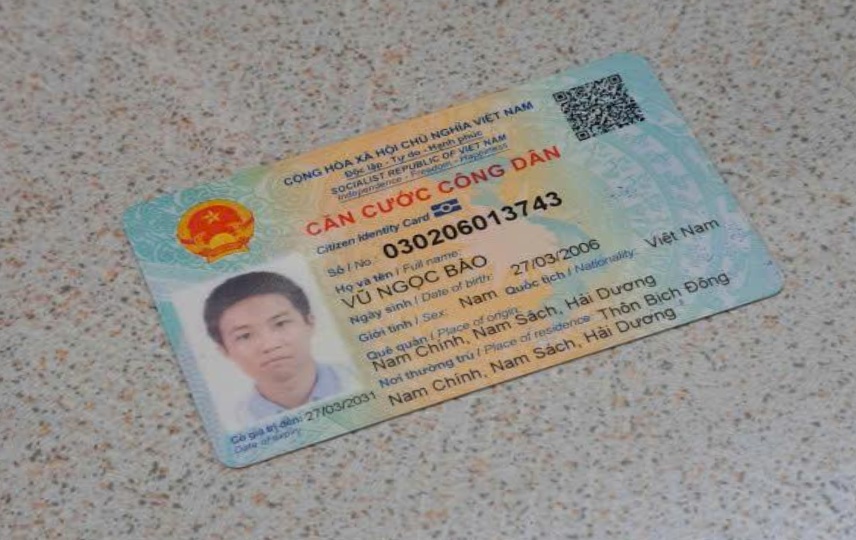 CỘNG HÒA XÃ HỘI CHỦ NGHĨA VIỆT NAM
Độc lập - Tự do - Hạnh phúc
SOCIALIST REPUBLIC OF VIET NAM
Independence - Freedom - Happiness
CĂN CƯỚC CÔNG DÂN
Citizen Identity Card
Số / No. 030206013743
Họ và tên / Full name:
VŨ NGỌC BẢO
Ngày sinh / Date of birth: 27/03/2006
Giới tính / Sex: Nam Quốc tịch / Nationality: Việt Nam
Quê quán / Place of origin:
Nam Chính, Nam Sách, Hải Dương
Nơi thường trú / Place of residence: Thôn Bich Đông
Nam Chính, Nam Sách, Hải Dương
Có giá trị đến: 27/03/2031
Date of expiry